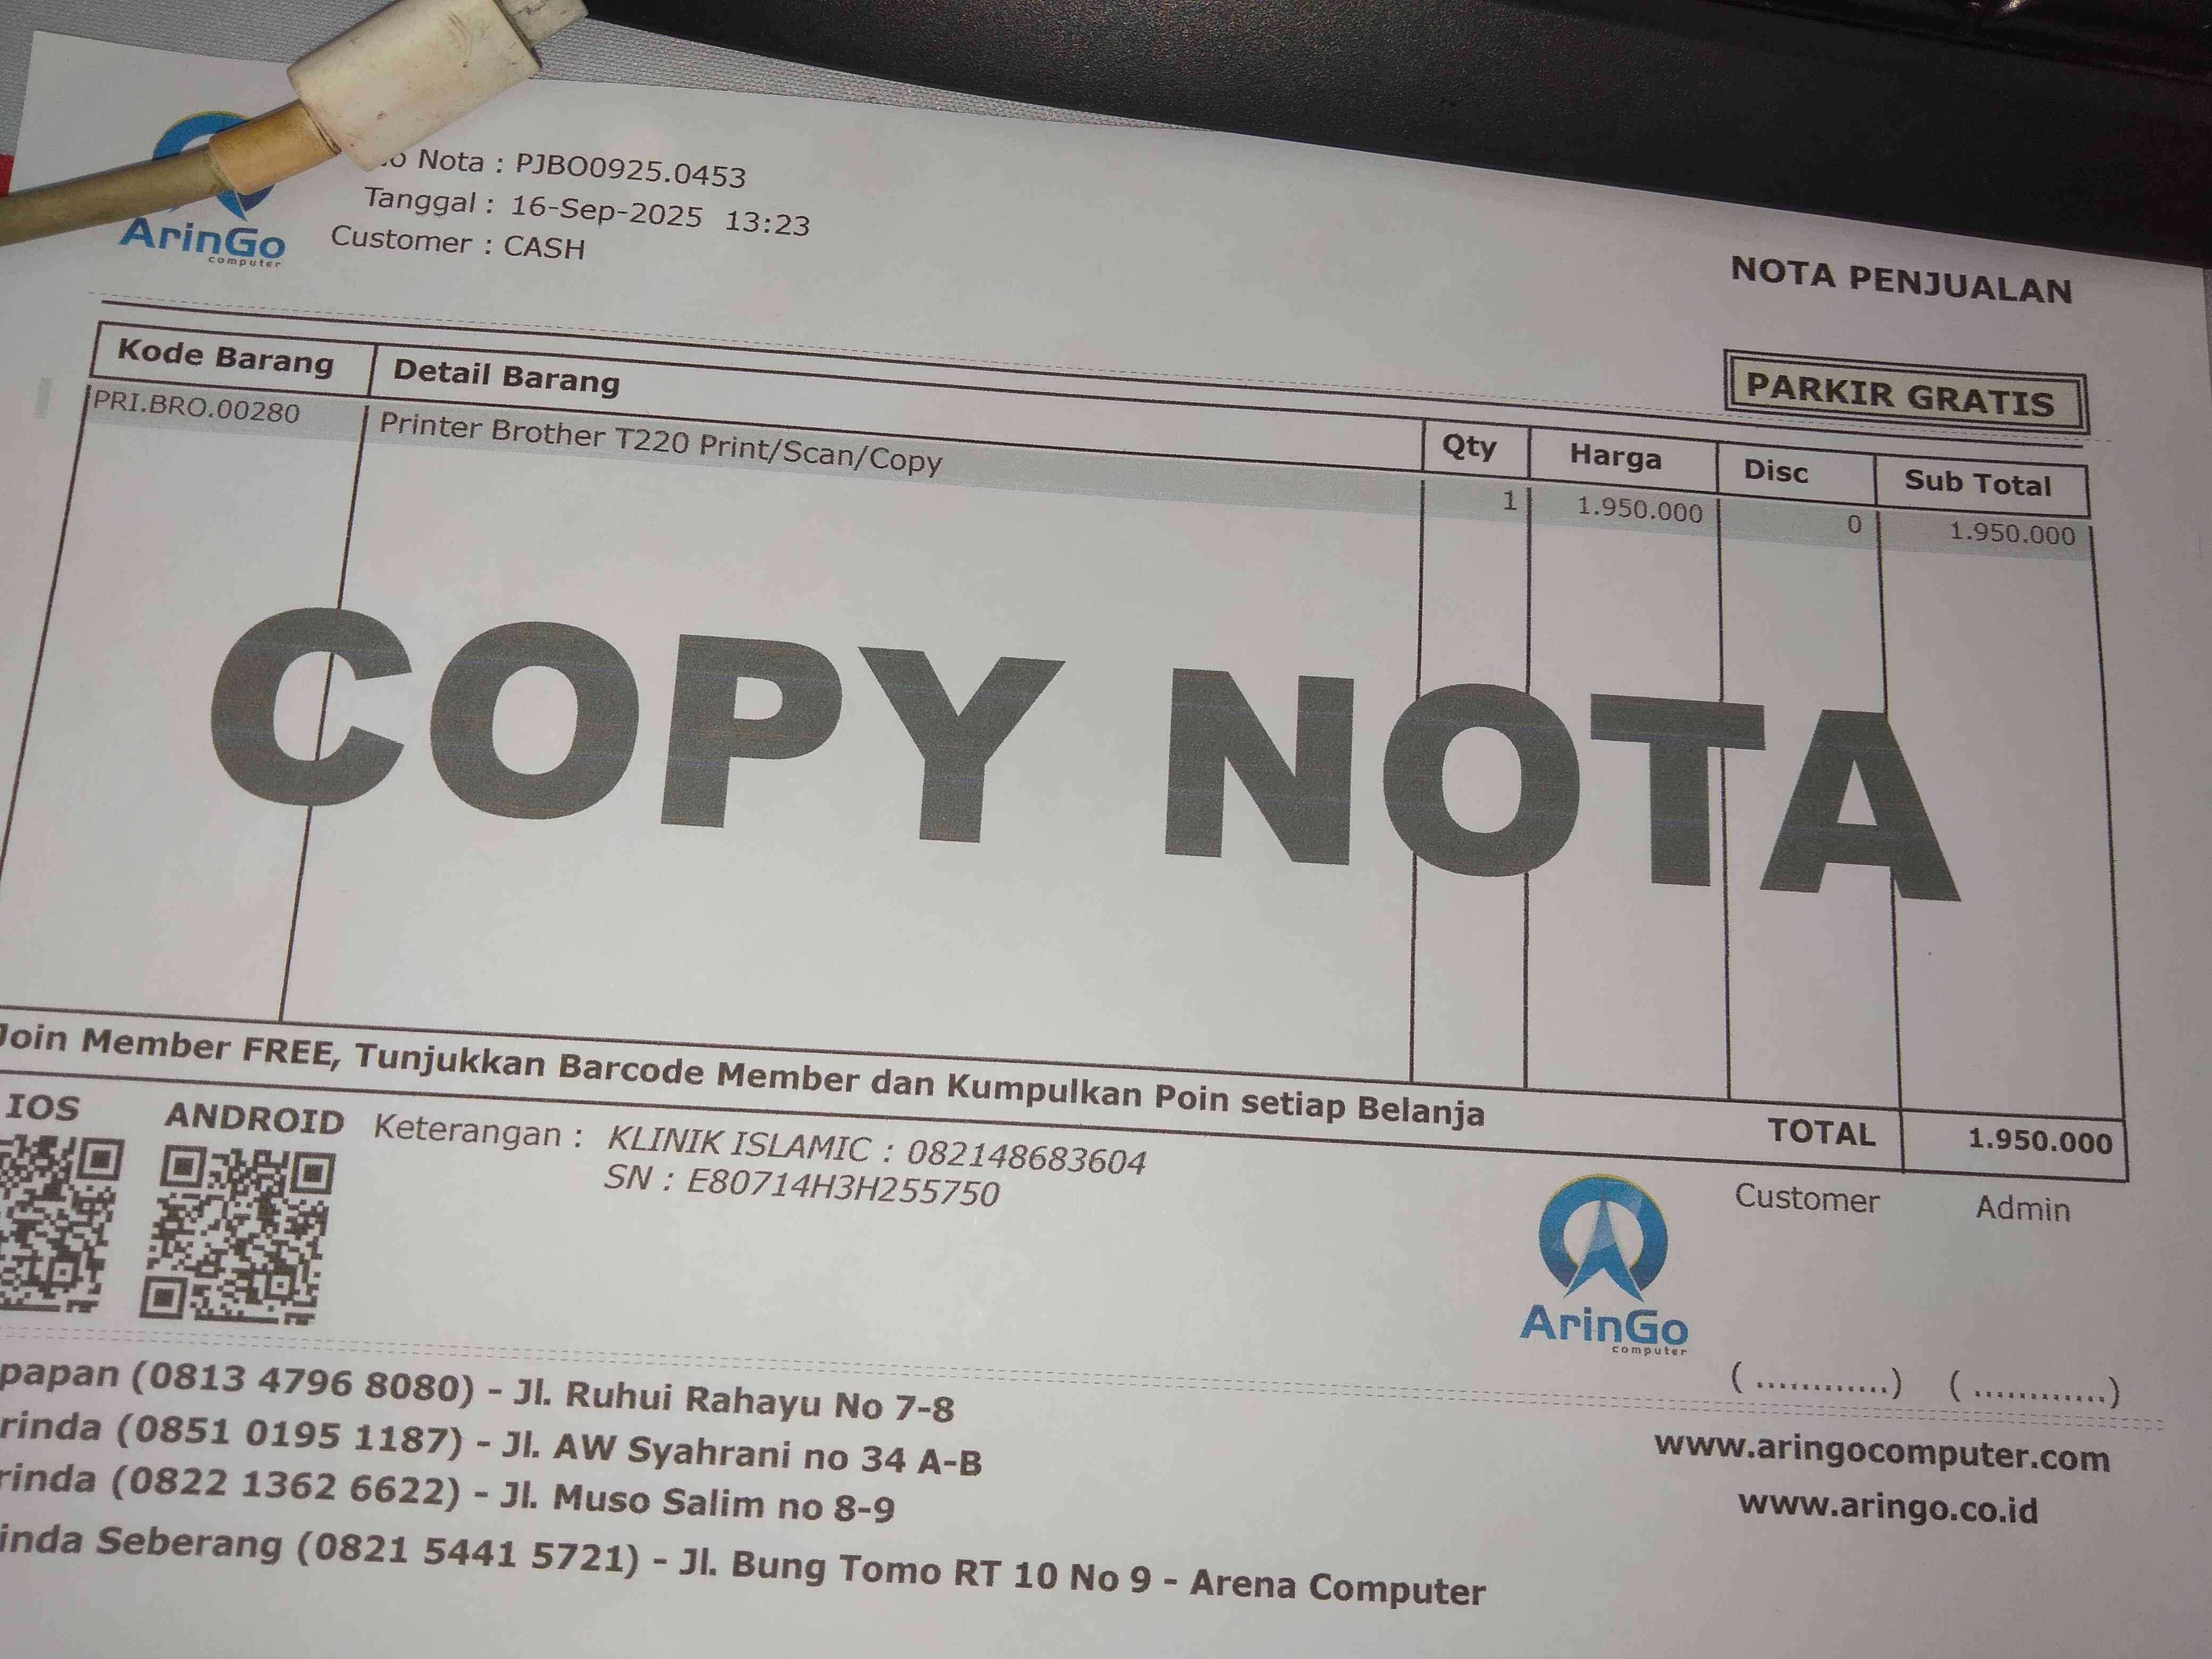 ArinGo
computer
Nota : PJBO0925.0453
Tanggal : 16-Sep-2025 13:23
Customer : CASH
NOTA PENJUALAN
PARKIR GRATIS
Kode Barang Detail Barang Qty Harga Disc Sub Total
PRI.BRO.00280 Printer Brother T220 Print/Scan/Copy 1 1.950.000 0 1.950.000
COPY NOTA
Join Member FREE, Tunjukkan Barcode Member dan Kumpulkan Poin setiap Belanja
TOTAL 1.950.000
IOS ANDROID Keterangan : KLINIK ISLAMIC : 082148683604
SN : E80714H3H255750
Customer Admin
ArinGo
computer
( ............) ( ............)
papan (0813 4796 8080) - Jl. Ruhui Rahayu No 7-8
rinda (0851 0195 1187) - Jl. AW Syahrani no 34 A-B
rinda (0822 1362 6622) - Jl. Muso Salim no 8-9
inda Seberang (0821 5441 5721) - Jl. Bung Tomo RT 10 No 9 - Arena Computer
www.aringocomputer.com
www.aringo.co.id